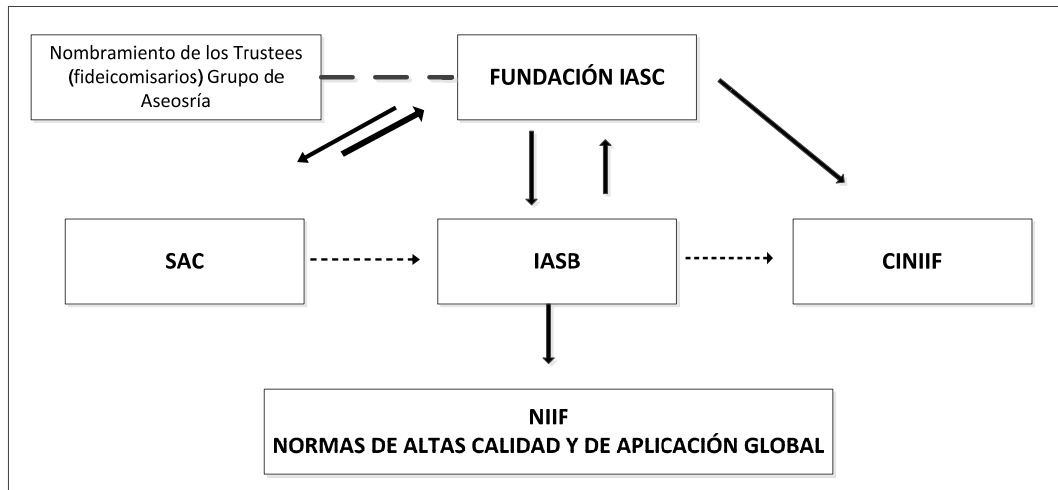 Nombramiento de los Trustees
(fideicomisarios) Grupo de
Aseosría
FUNDACIÓN IASC
SAC
IASB
CINIIF
NIIF
NORMAS DE ALTAS CALIDAD Y DE APLICACIÓN GLOBAL